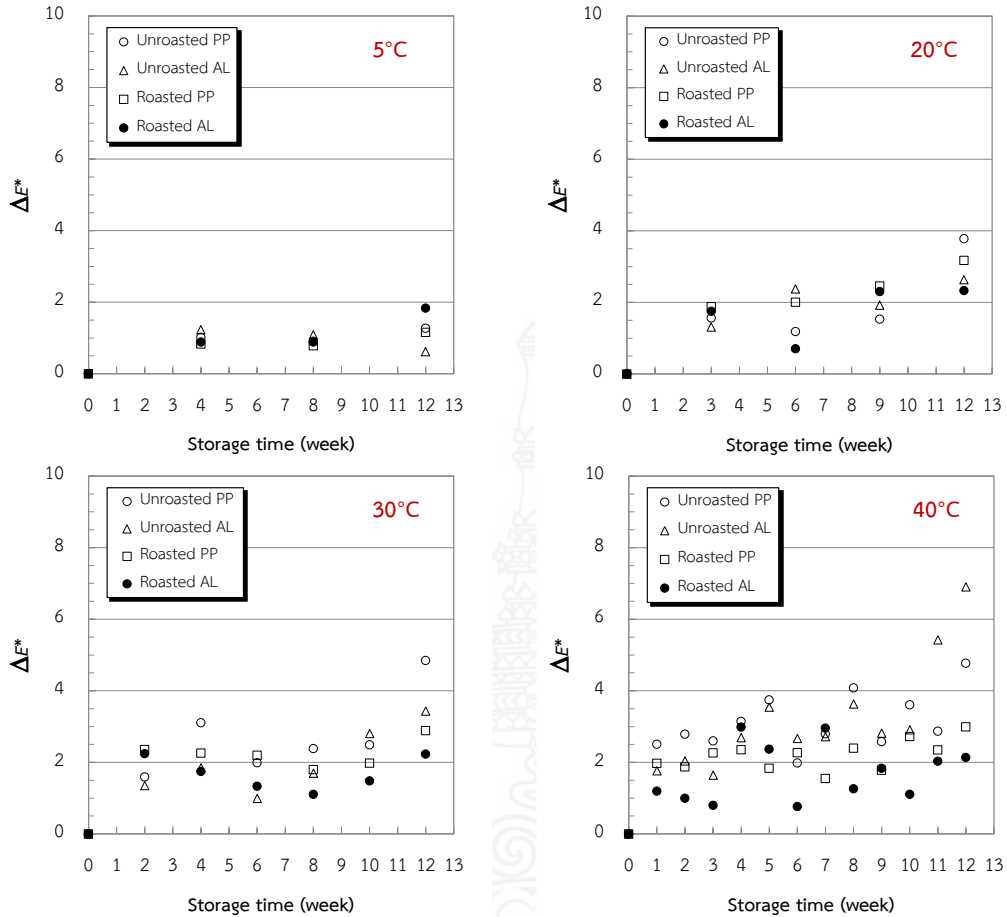 10
8
6
4
2
0
ΔE*
Unroasted PP
Unroasted AL
Roasted PP
Roasted AL
5°C
0 1 2 3 4 5 6 7 8 9 10 11 12 13
Storage time (week)
10
8
6
4
2
0
ΔE*
Unroasted PP
Unroasted AL
Roasted PP
Roasted AL
20°C
0 1 2 3 4 5 6 7 8 9 10 11 12 13
Storage time (week)
10
8
6
4
2
0
ΔE*
Unroasted PP
Unroasted AL
Roasted PP
Roasted AL
30°C
0 1 2 3 4 5 6 7 8 9 10 11 12 13
Storage time (week)
10
8
6
4
2
0
ΔE*
Unroasted PP
Unroasted AL
Roasted PP
Roasted AL
40°C
0 1 2 3 4 5 6 7 8 9 10 11 12 13
Storage time (week)